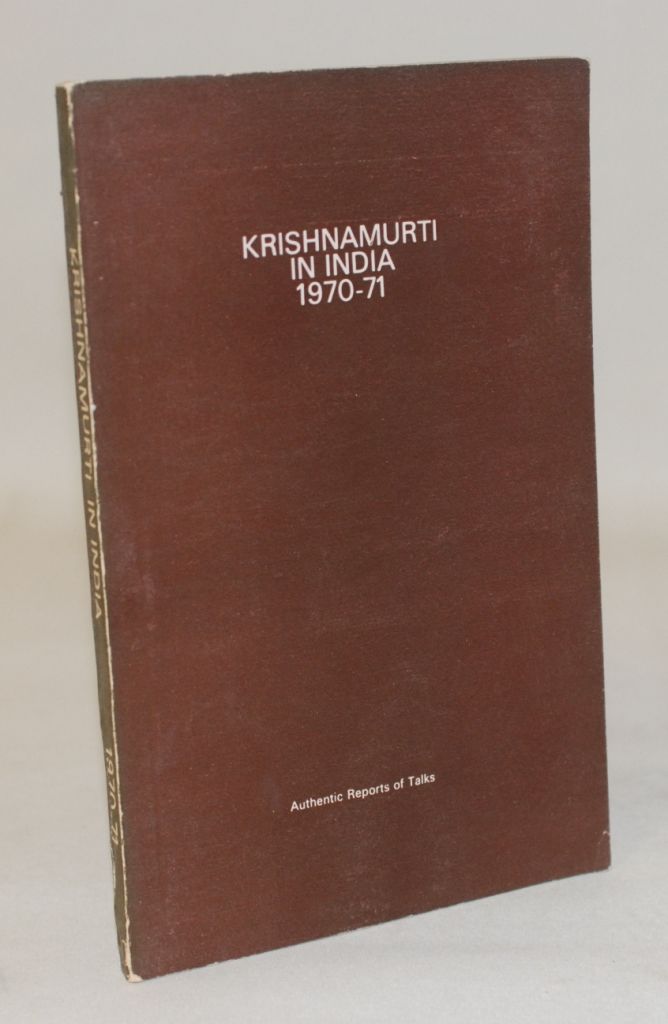 KRISHNAMURTI
IN INDIA
1970-71
Authentic Reports of Talks
KRISHNAMURTI IN INDIA 1970-71